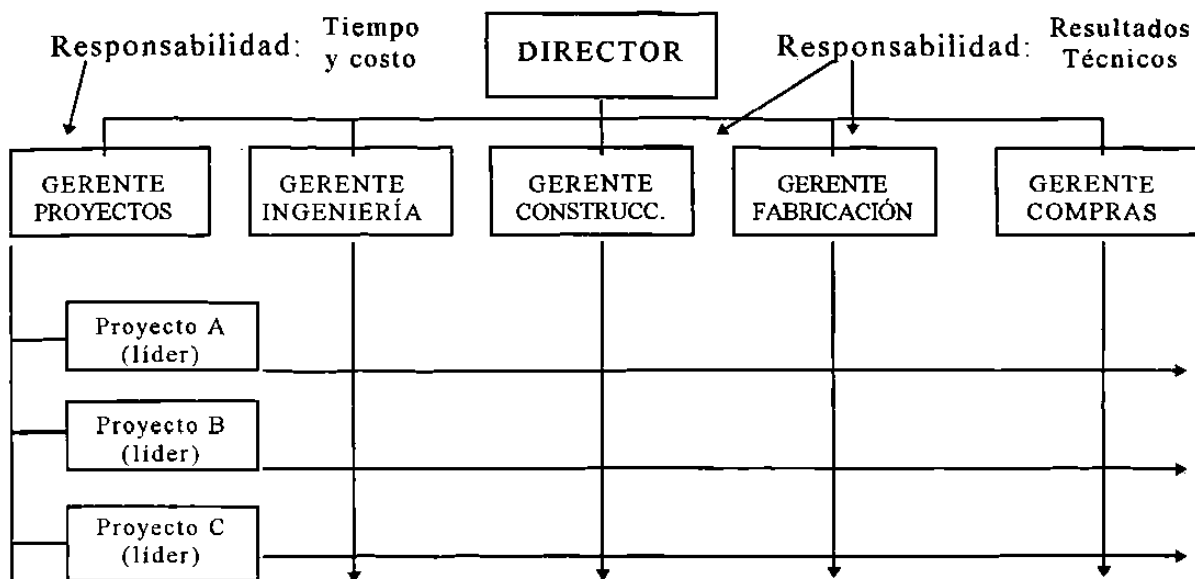 Responsabilidad: Tiempo
y costo
DIRECTOR
Responsabilidad: Resultados
Técnicos
GERENTE
PROYECTOS
GERENTE
INGENIERÍA
GERENTE
CONSTRUCC.
GERENTE
FABRICACIÓN
GERENTE
COMPRAS
Proyecto A
(líder)
Proyecto B
(líder)
Proyecto C
(líder)